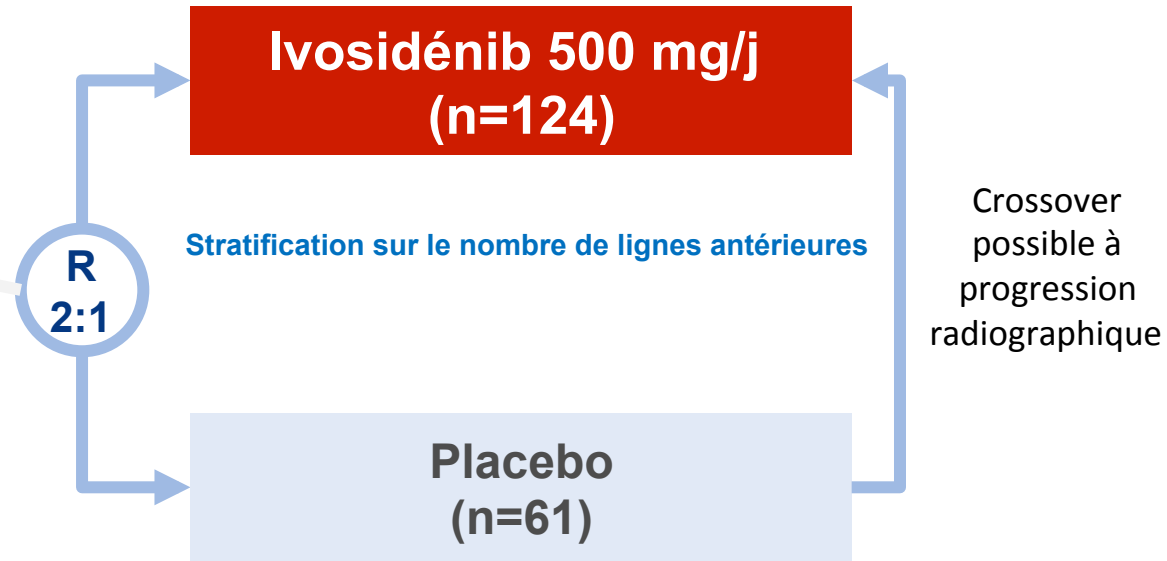 Ivosidénib 500 mg/j
(n=124)
Stratification sur le nombre de lignes antérieures
R
2:1
Crossover
possible à
progression
radiographique
Placebo
(n=61)